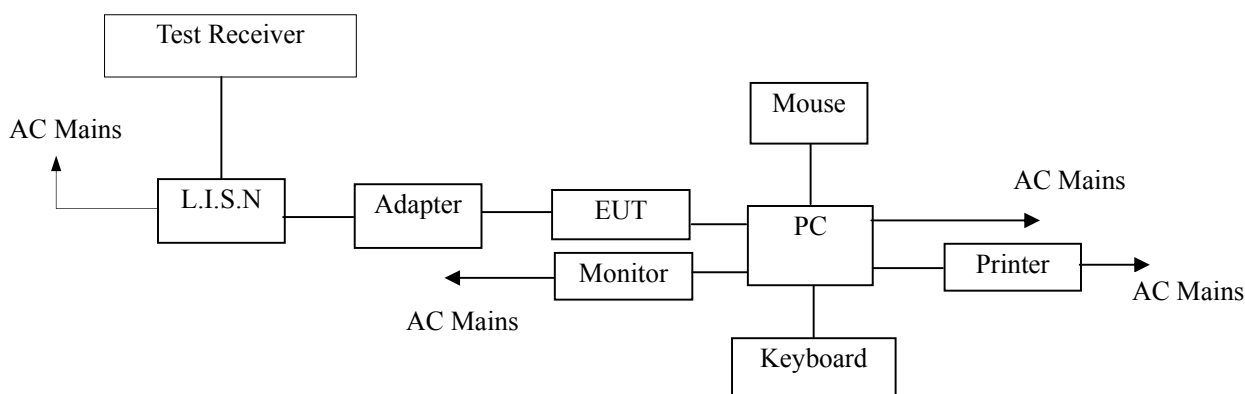 Test Receiver
Mouse
AC Mains
AC Mains
L.I.S.N
Adapter
EUT
PC
Monitor
Printer
AC Mains
AC Mains
Keyboard